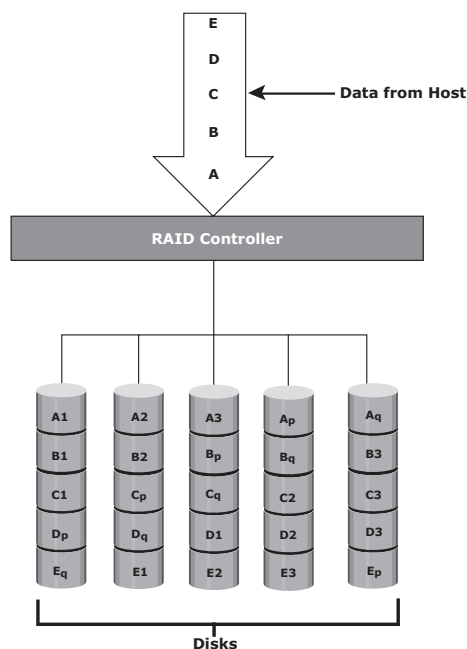 E
D
C
Data from Host
B
A
RAID Controller
A1 A2 A3 Ap Aq
B1 B2 Bp Bq B3
C1 Cp Cq C2 C3
Dp Dq D1 D2 D3
Eq E1 E2 E3 Ep
Disks